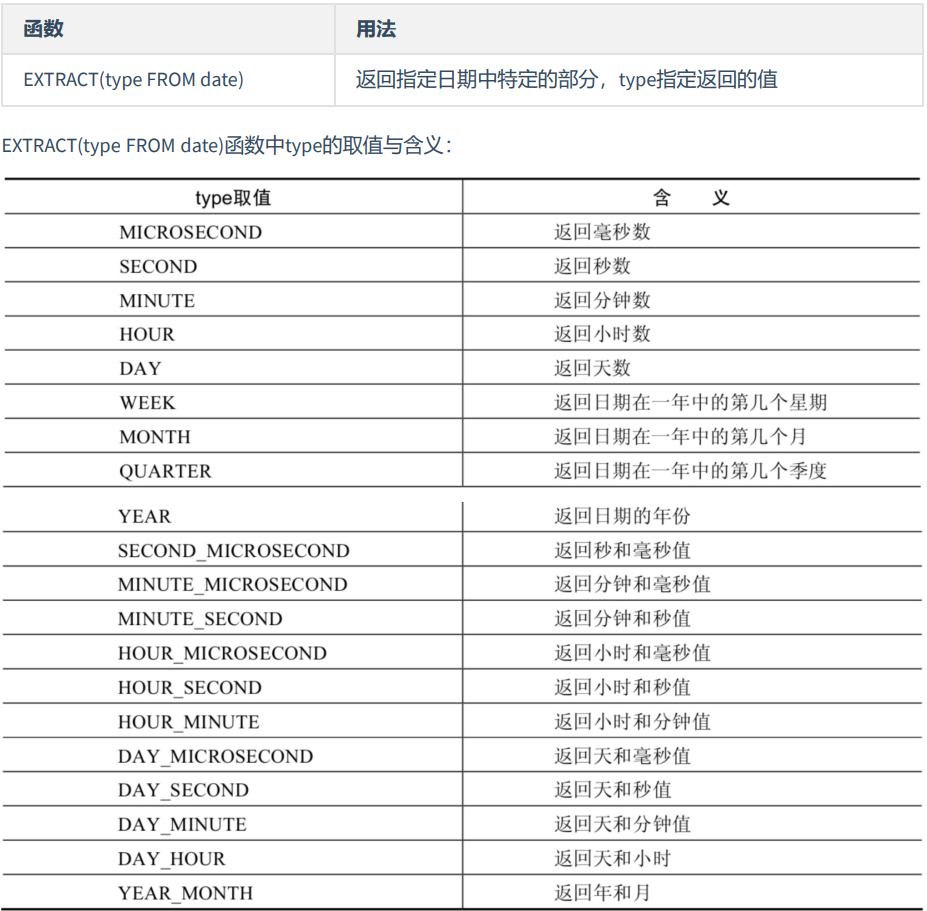 函数 用法
EXTRACT(type FROM date) 返回指定日期中特定的部分，type指定返回的值
EXTRACT(type FROM date)函数中type的取值与含义：
type取值 含 义
MICROSECOND 返回毫秒数
SECOND 返回秒数
MINUTE 返回分钟数
HOUR 返回小时数
DAY 返回天数
WEEK 返回日期在一年中的第几个星期
MONTH 返回日期在一年中的第几个月
QUARTER 返回日期在一年中的第几个季度
YEAR 返回日期的年份
SECOND_MICROSECOND 返回秒和毫秒值
MINUTE_MICROSECOND 返回分钟和毫秒值
MINUTE_SECOND 返回分钟和秒值
HOUR_MICROSECOND 返回小时和毫秒值
HOUR_SECOND 返回小时和秒值
HOUR_MINUTE 返回小时和分钟值
DAY_MICROSECOND 返回天和毫秒值
DAY_SECOND 返回天和秒值
DAY_MINUTE 返回天和分钟值
DAY_HOUR 返回天和小时
YEAR_MONTH 返回年和月